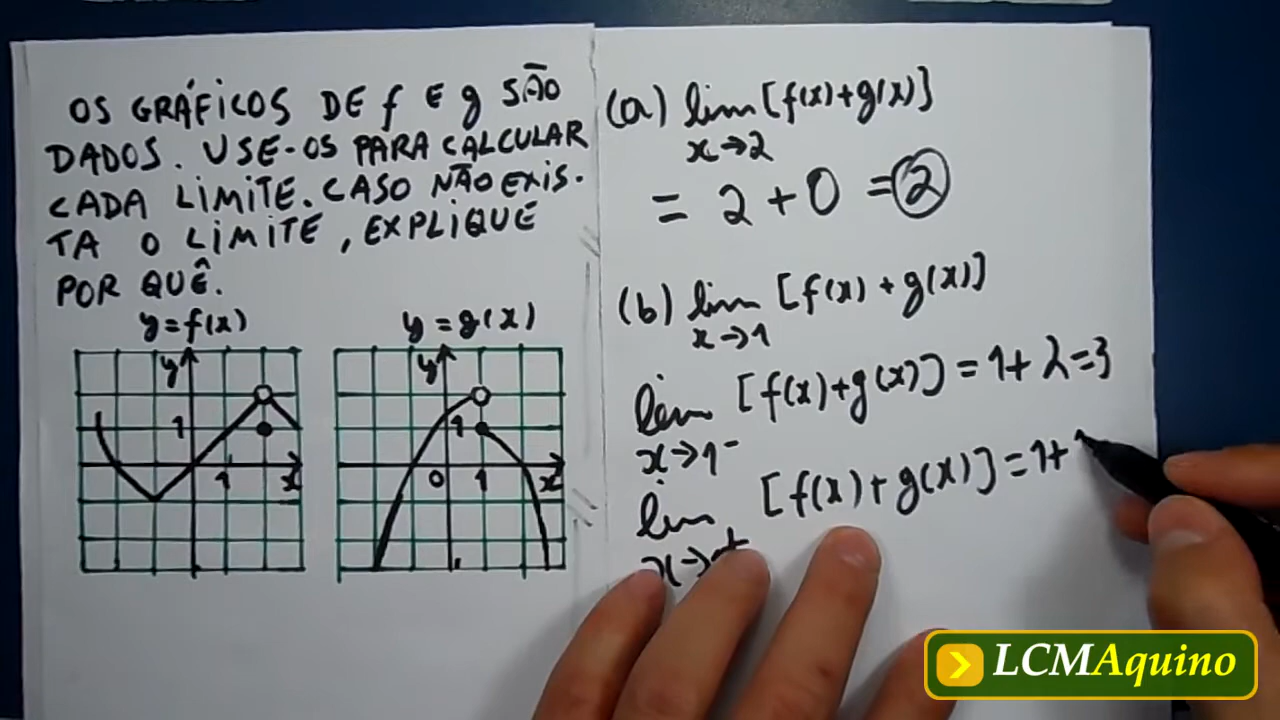 OS GRÁFICOS DE f E g SÃO
DADOS. USE-OS PARA CALCULAR
CADA LIMITE. CASO NÃO EXIS-
TA O LIMITE, EXPLIQUE
POR QUÊ.
y=f(x)
y
1
1
x
y=g(x)
y
1
0 1 x
(a) lim [f(x)+g(x)]
x→2
= 2+0 = 2
(b) lim [f(x)+g(x)]
x→1
lim [f(x)+g(x)] = 1+2=3
x→1⁻
lim [f(x)+g(x)] = 1+1
x→1⁺
LCMAquino